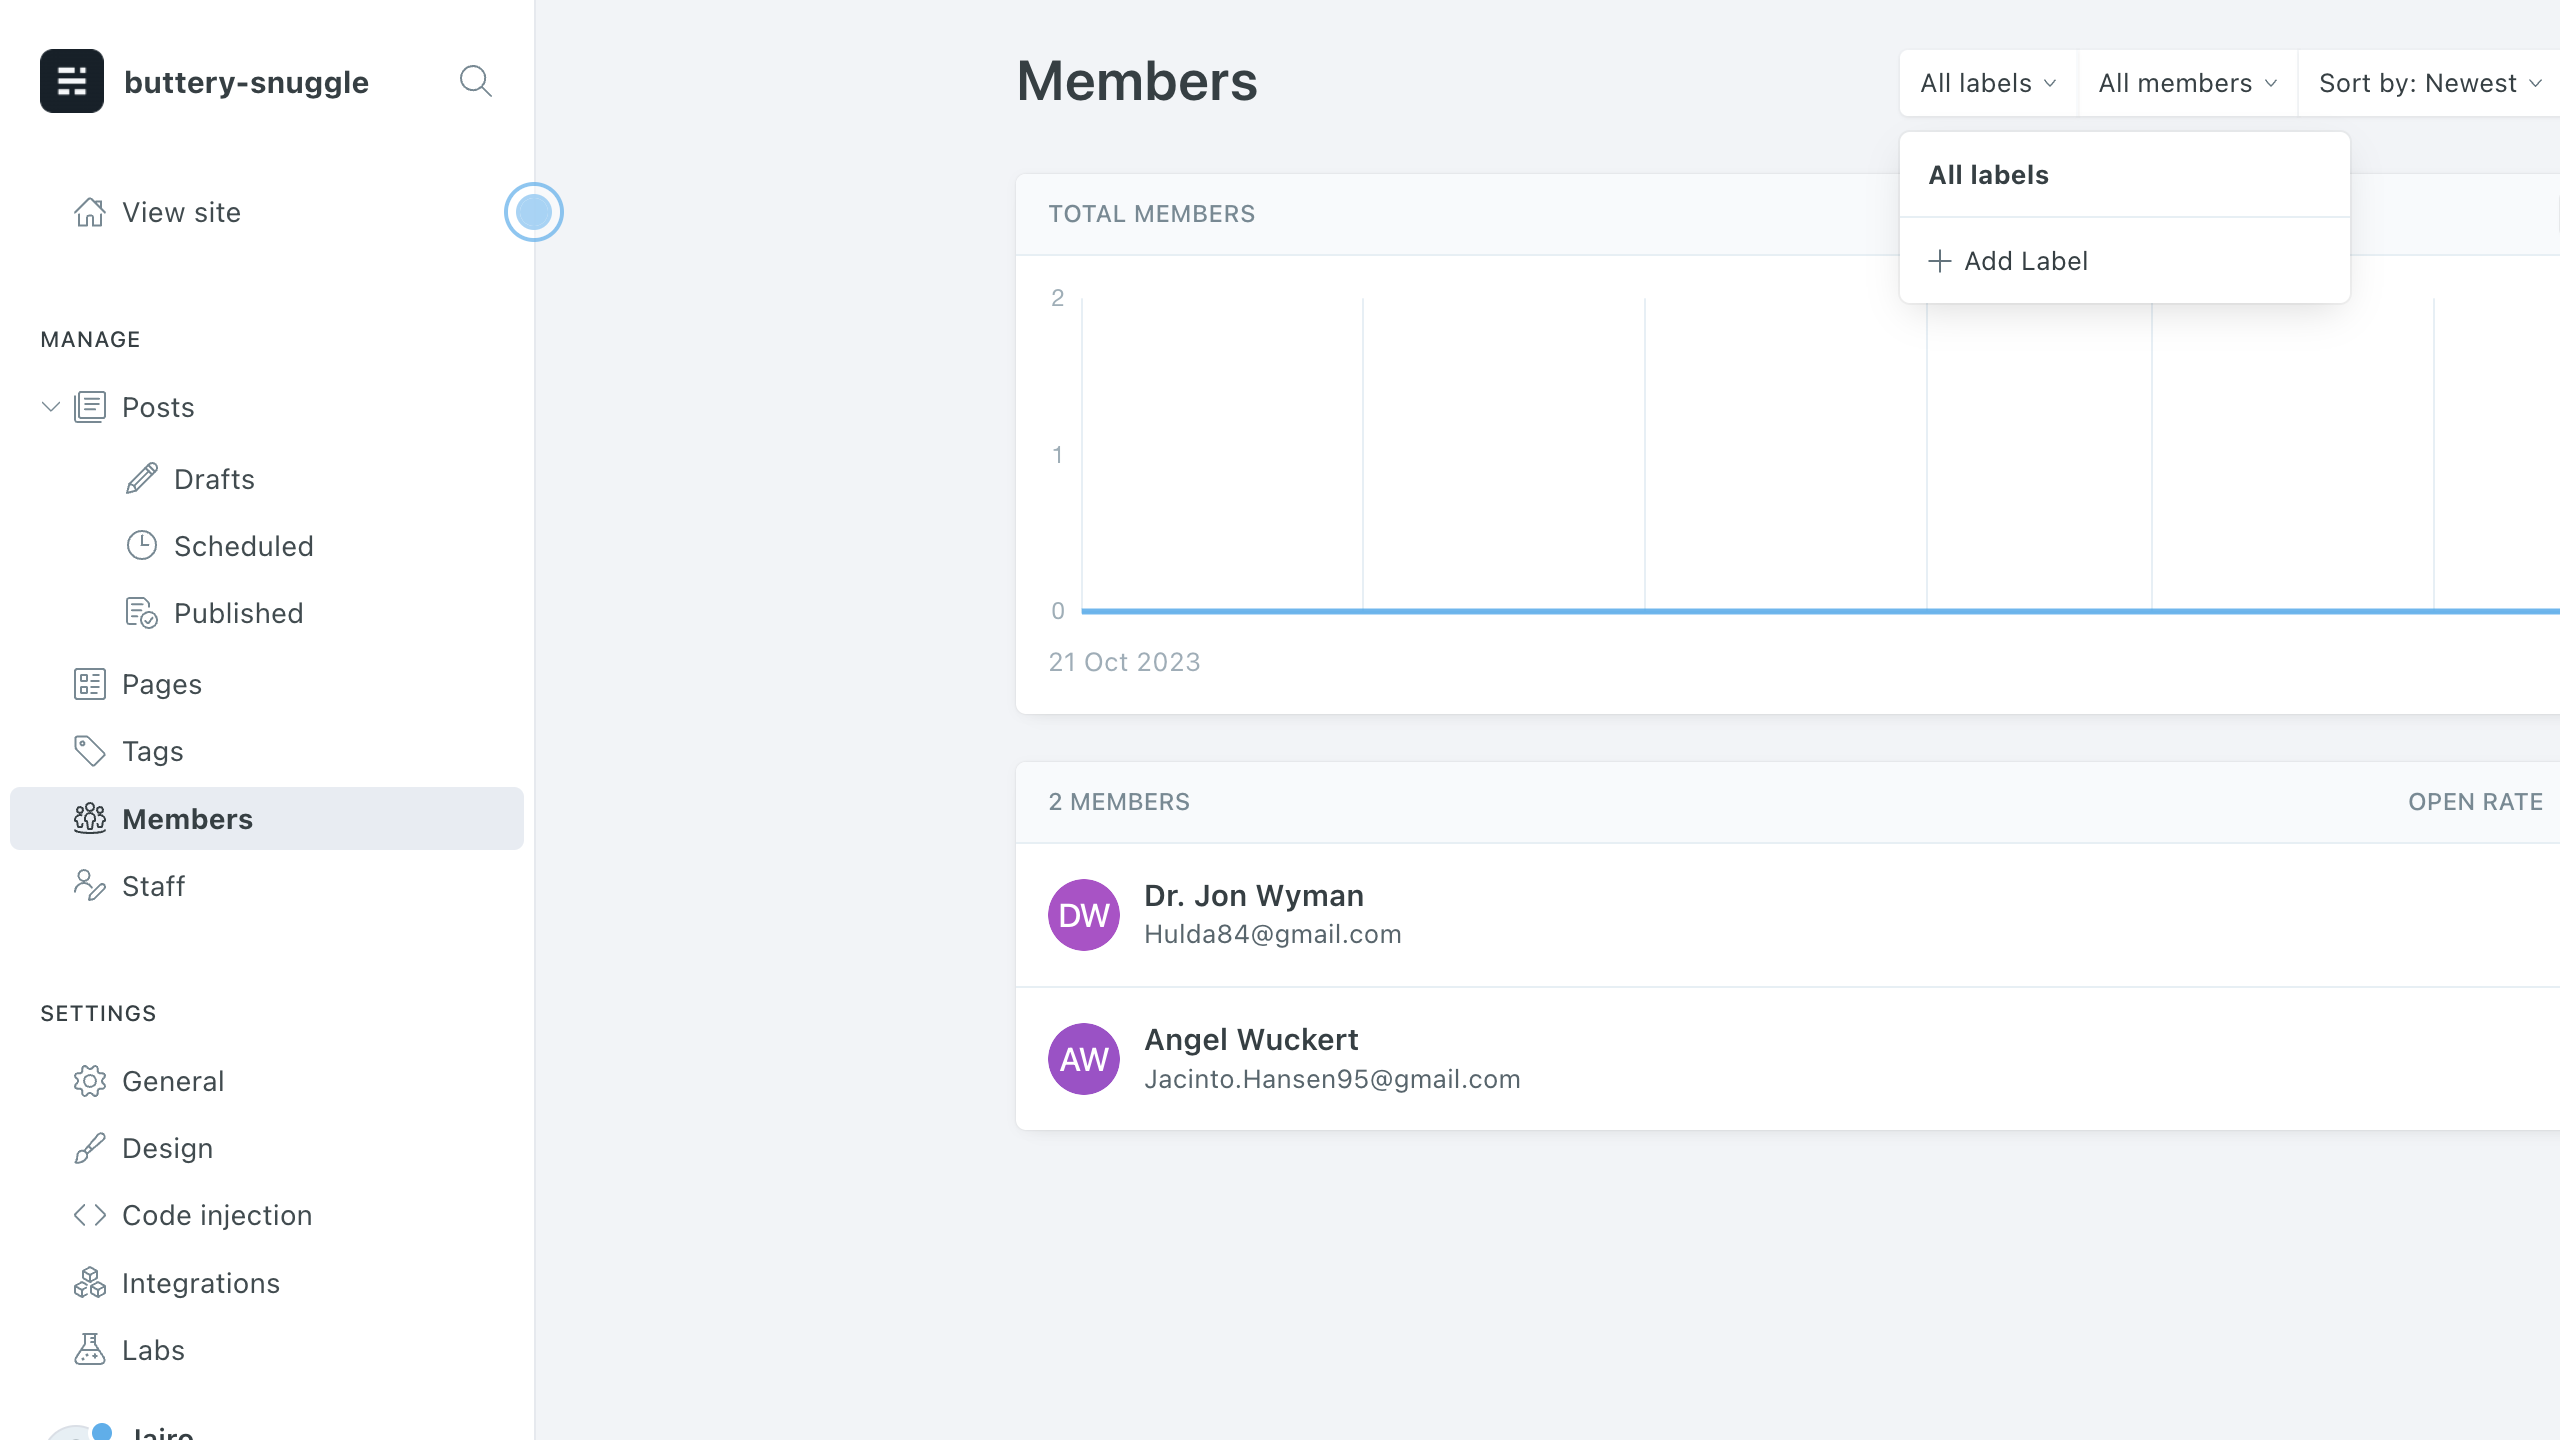 buttery-snuggle
View site
MANAGE
Posts
Drafts
Scheduled
Published
Pages
Tags
Members
Staff
SETTINGS
General
Design
Code injection
Integrations
Labs
Members
All labels
All members
Sort by: Newest
All labels
Add Label
TOTAL MEMBERS
2
1
0
21 Oct 2023
2 MEMBERS
OPEN RATE
DW
Dr. Jon Wyman
Hulda84@gmail.com
AW
Angel Wuckert
Jacinto.Hansen95@gmail.com